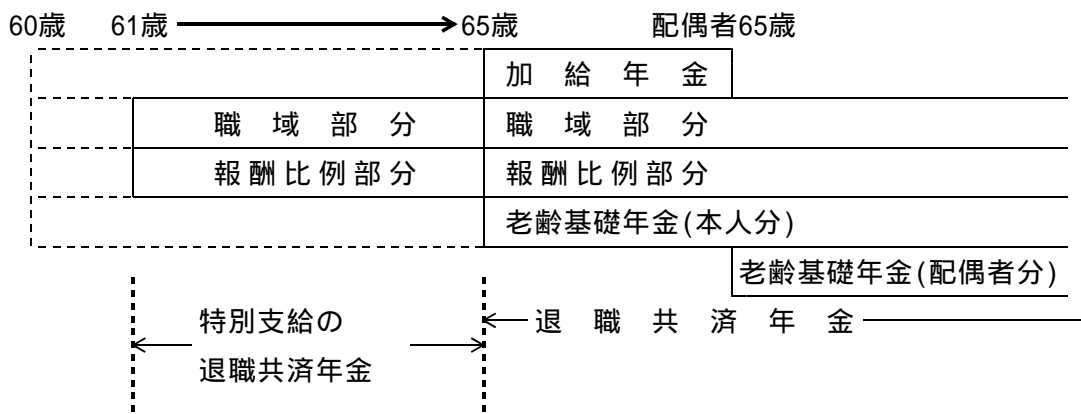 60歳 61歳 65歳 配偶者65歳
加給年金
職域部分 職域部分
報酬比例部分 報酬比例部分
老齢基礎年金(本人分)
老齢基礎年金(配偶者分)
特別支給の 退職共済年金
退職共済年金